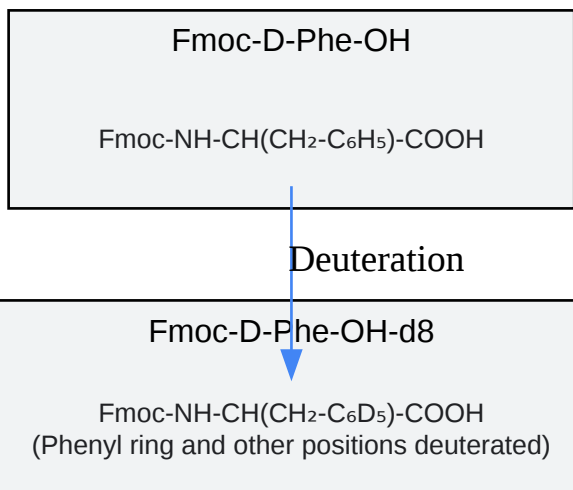 Fmoc-D-Phe-OH
Fmoc-NH-CH(CH₂-C₆H₅)-COOH
Deuteration
Fmoc-D-Phe-OH-d8
Fmoc-NH-CH(CH₂-C₆D₅)-COOH
(Phenyl ring and other positions deuterated)